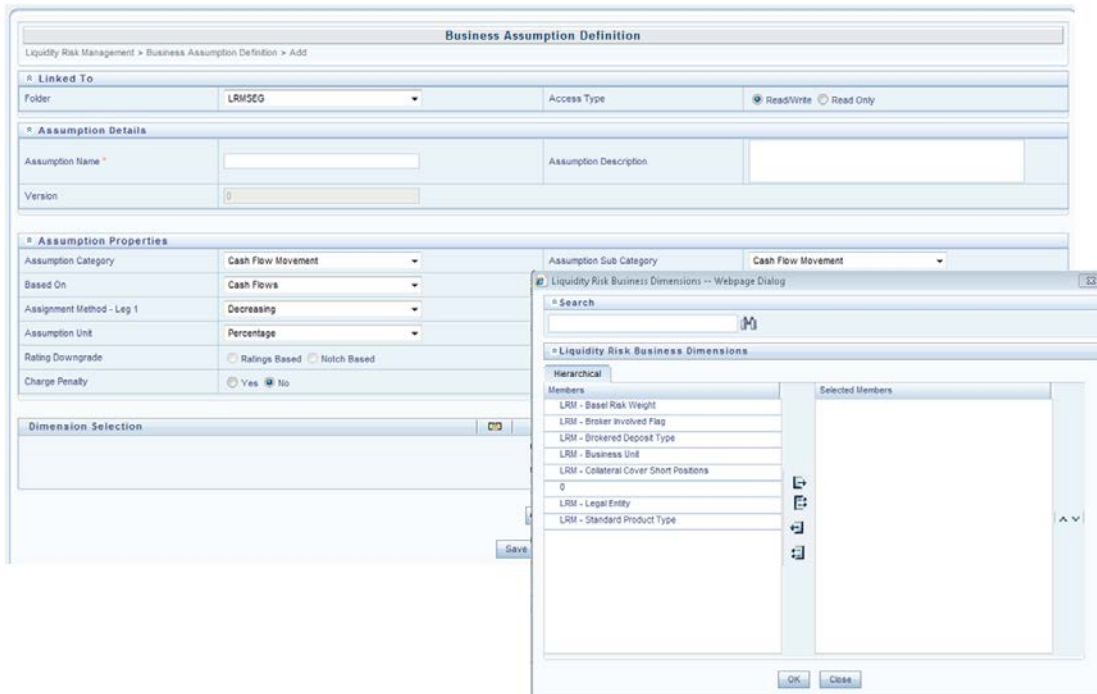 Business Assumption Definition
Liquidity Risk Management > Business Assumption Definition > Add
Linked To
Folder LRMSEG Access Type Read/Write Read Only
Assumption Details
Assumption Name * Assumption Description
Version 0
Assumption Properties
Assumption Category Cash Flow Movement Assumption Sub Category Cash Flow Movement
Based On Cash Flows
Assignment Method - Leg 1 Decreasing
Assumption Unit Percentage
Rating Downgrade Ratings Based Notch Based
Charge Penalty Yes No
Dimension Selection
Save
Liquidity Risk Business Dimensions -- Webpage Dialog
Search
Liquidity Risk Business Dimensions
Hierarchical
Members Selected Members
LRM - Basel Risk Weight
LRM - Broker Involved Flag
LRM - Brokered Deposit Type
LRM - Business Unit
LRM - Collateral Cover Short Positions
0
LRM - Legal Entity
LRM - Standard Product Type
OK Close